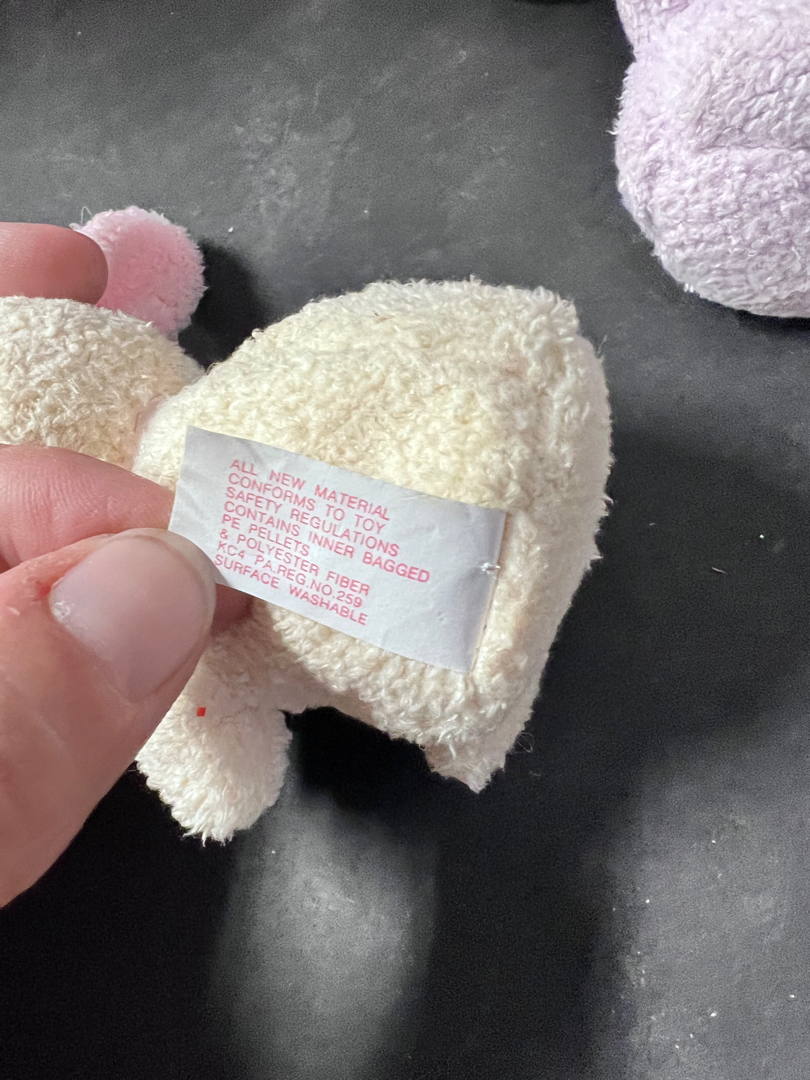 ALL NEW MATERIAL
CONFORMS TO TOY
SAFETY REGULATIONS
CONTAINS INNER BAGGED
PE PELLETS
& POLYESTER FIBER
KC4 PA.REG.NO.259
SURFACE WASHABLE